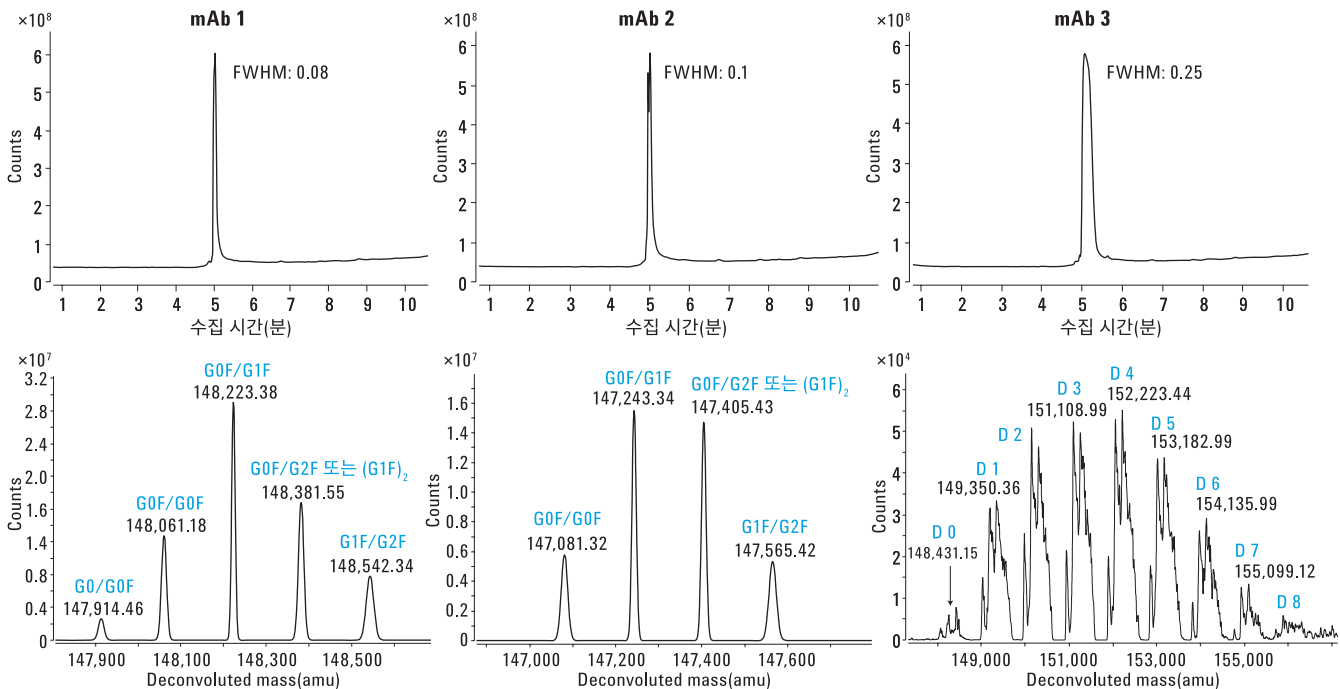 mAb 1
×10⁸
6
5
4
3
2
1
0
Counts
FWHM: 0.08
1 2 3 4 5 6 7 8 9 10
수집 시간(분)
mAb 2
×10⁸
6
5
4
3
2
1
0
Counts
FWHM: 0.1
1 2 3 4 5 6 7 8 9 10
수집 시간(분)
mAb 3
×10⁸
6
5
4
3
2
1
0
Counts
FWHM: 0.25
1 2 3 4 5 6 7 8 9 10
수집 시간(분)
×10⁷
3.2
2.8
2.4
2.0
1.6
1.2
0.8
0.4
0
Counts
G0F/G1F
148,223.38
G0F/G2F 또는 (G1F)₂
148,381.55
G0F/G0F
148,061.18
G1F/G2F
148,542.34
G0/G0F
147,914.46
147,900 148,100 148,300 148,500
Deconvoluted mass(amu)
×10⁷
1.6
1.4
1.2
1.0
0.8
0.6
0.4
0.2
0
Counts
G0F/G1F
147,243.34
G0F/G2F 또는 (G1F)₂
147,405.43
G0F/G0F
147,081.32
G1F/G2F
147,565.42
147,000 147,200 147,400 147,600
Deconvoluted mass(amu)
×10⁴
6
5
4
3
2
1
0
Counts
D 4
152,223.44
D 3
151,108.99
D 2
D 5
153,182.99
D 1
149,350.36
D 6
154,135.99
D 0
148,431.15
D 7
155,099.12
D 8
149,000 151,000 153,000 155,000
Deconvoluted mass(amu)